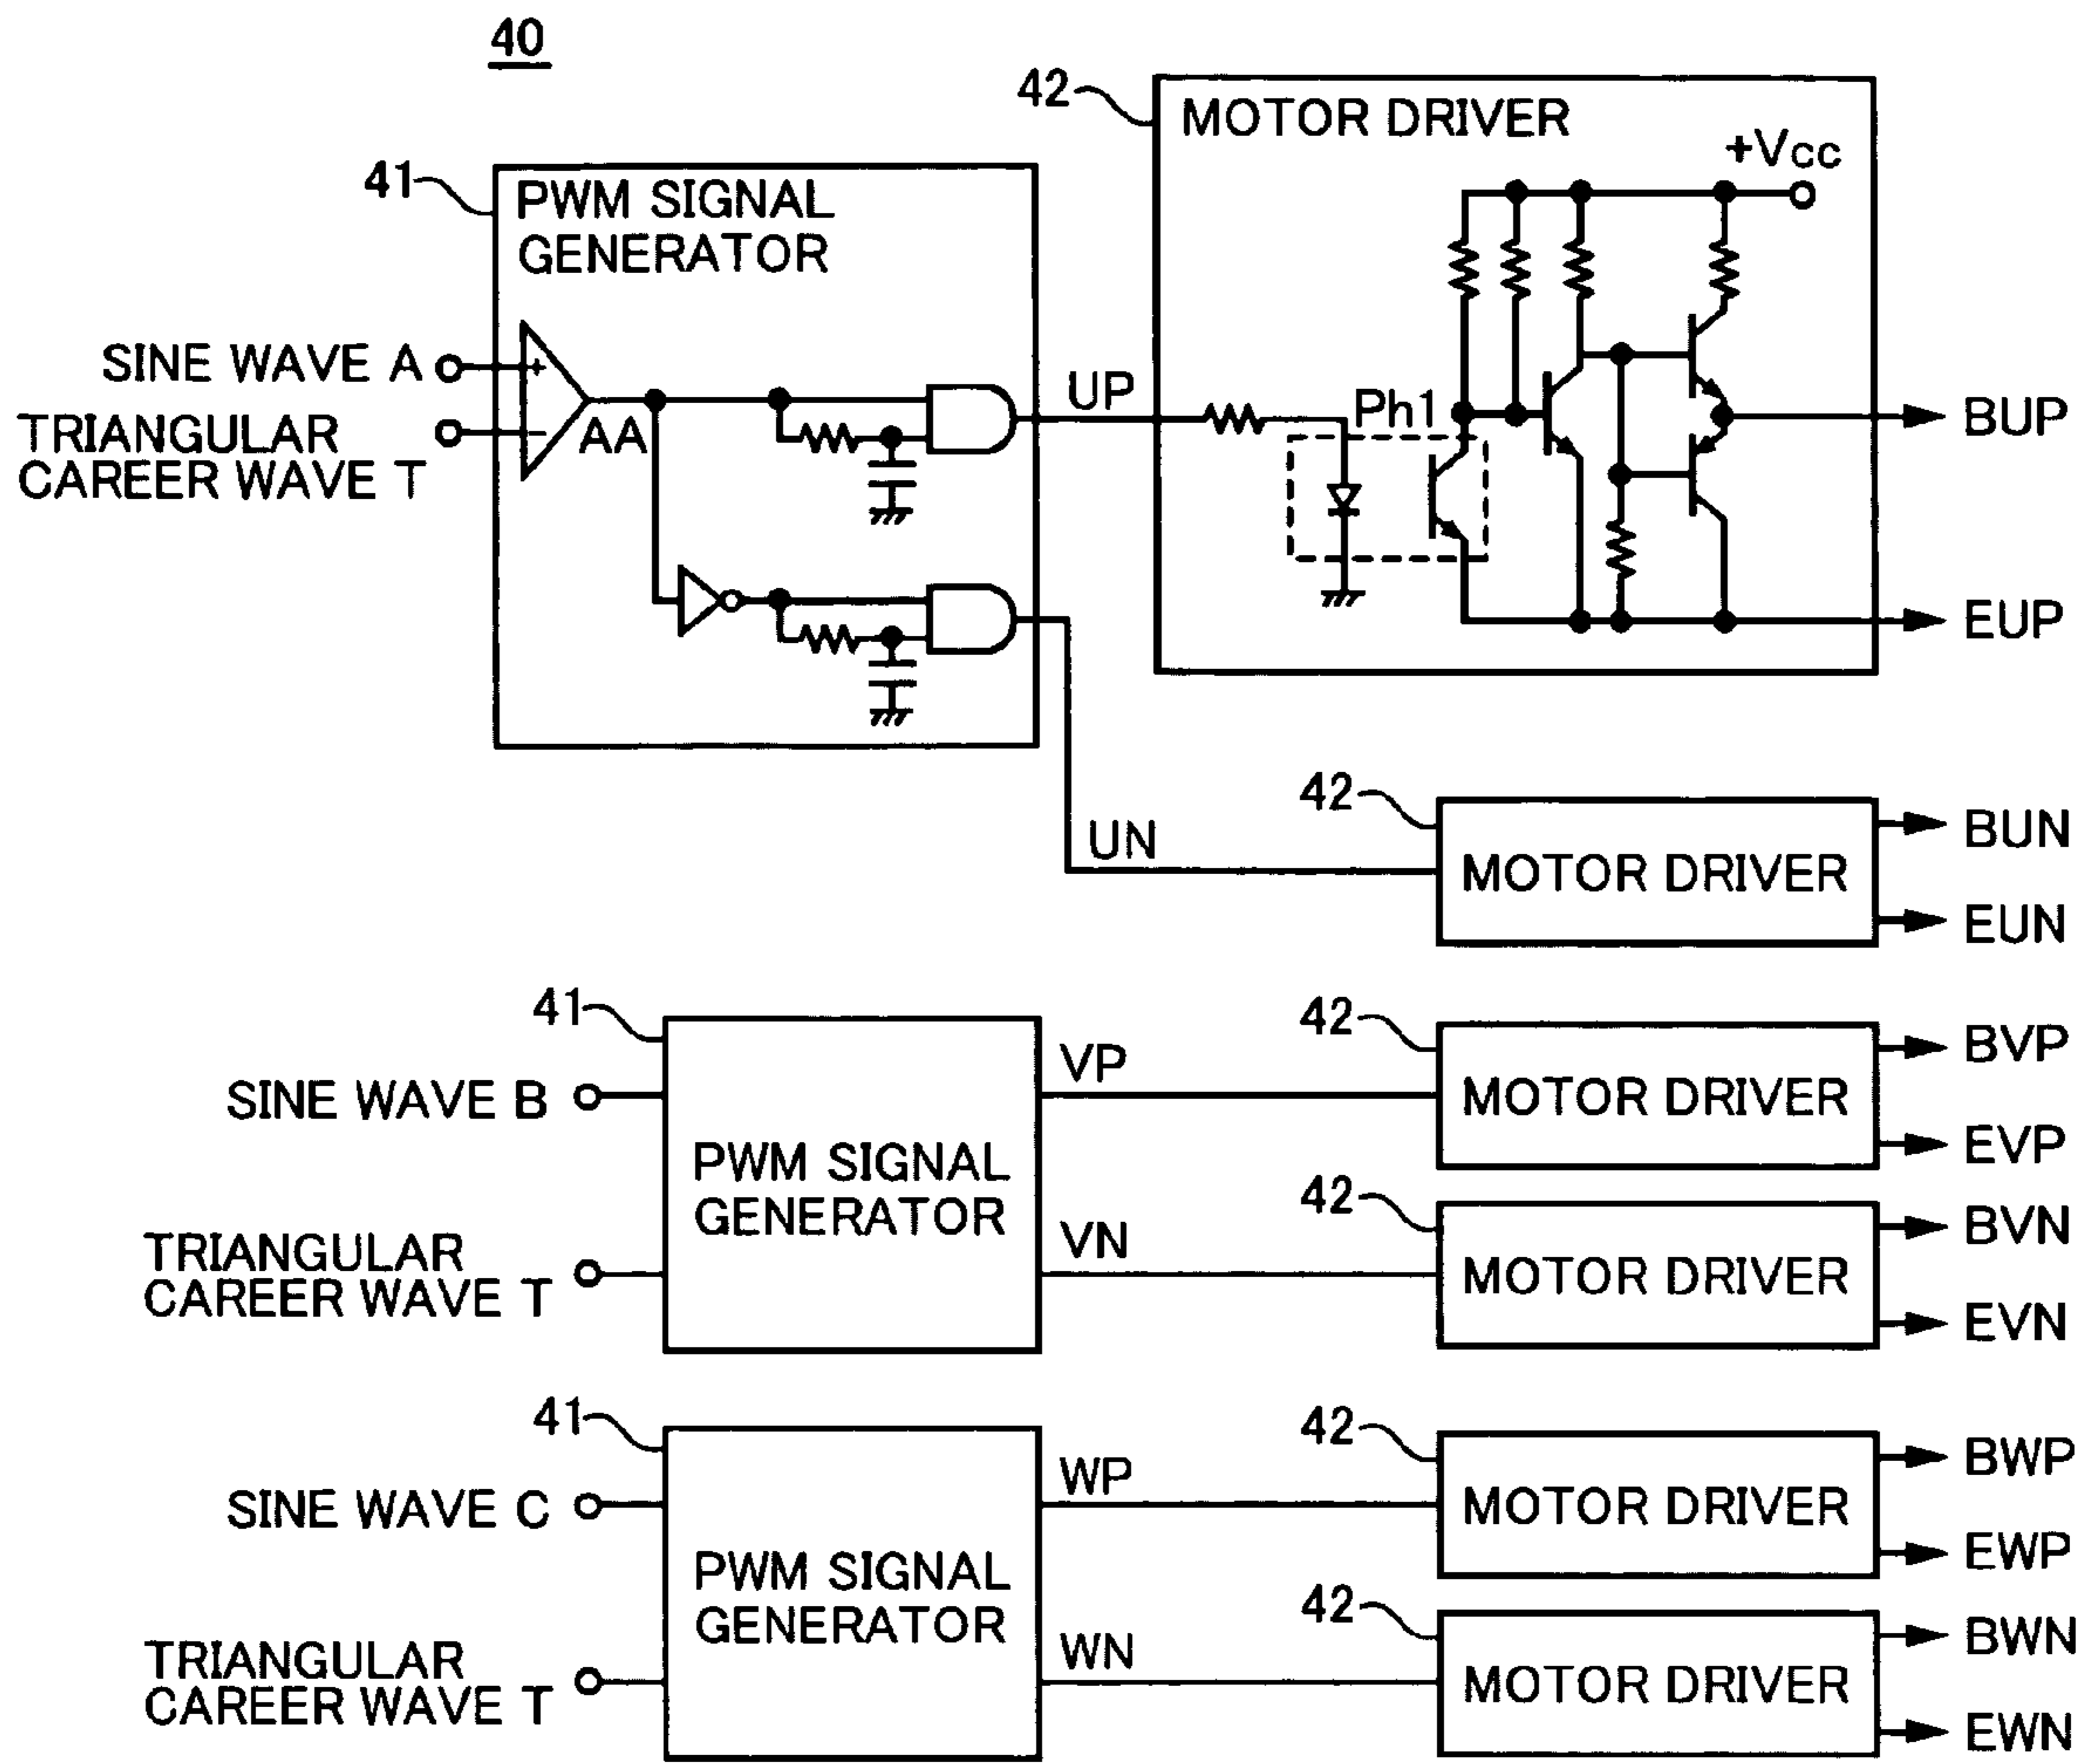 40
42
MOTOR DRIVER
+Vcc
41
PWM SIGNAL
GENERATOR
SINE WAVE A
+
TRIANGULAR
CAREER WAVE T
−
AA
UP
Ph1
BUP
EUP
UN
42
MOTOR DRIVER
BUN
EUN
41
SINE WAVE B
TRIANGULAR
CAREER WAVE T
PWM SIGNAL
GENERATOR
VP
VN
42
MOTOR DRIVER
BVP
EVP
42
MOTOR DRIVER
BVN
EVN
41
SINE WAVE C
TRIANGULAR
CAREER WAVE T
PWM SIGNAL
GENERATOR
WP
WN
42
MOTOR DRIVER
BWP
EWP
42
MOTOR DRIVER
BWN
EWN